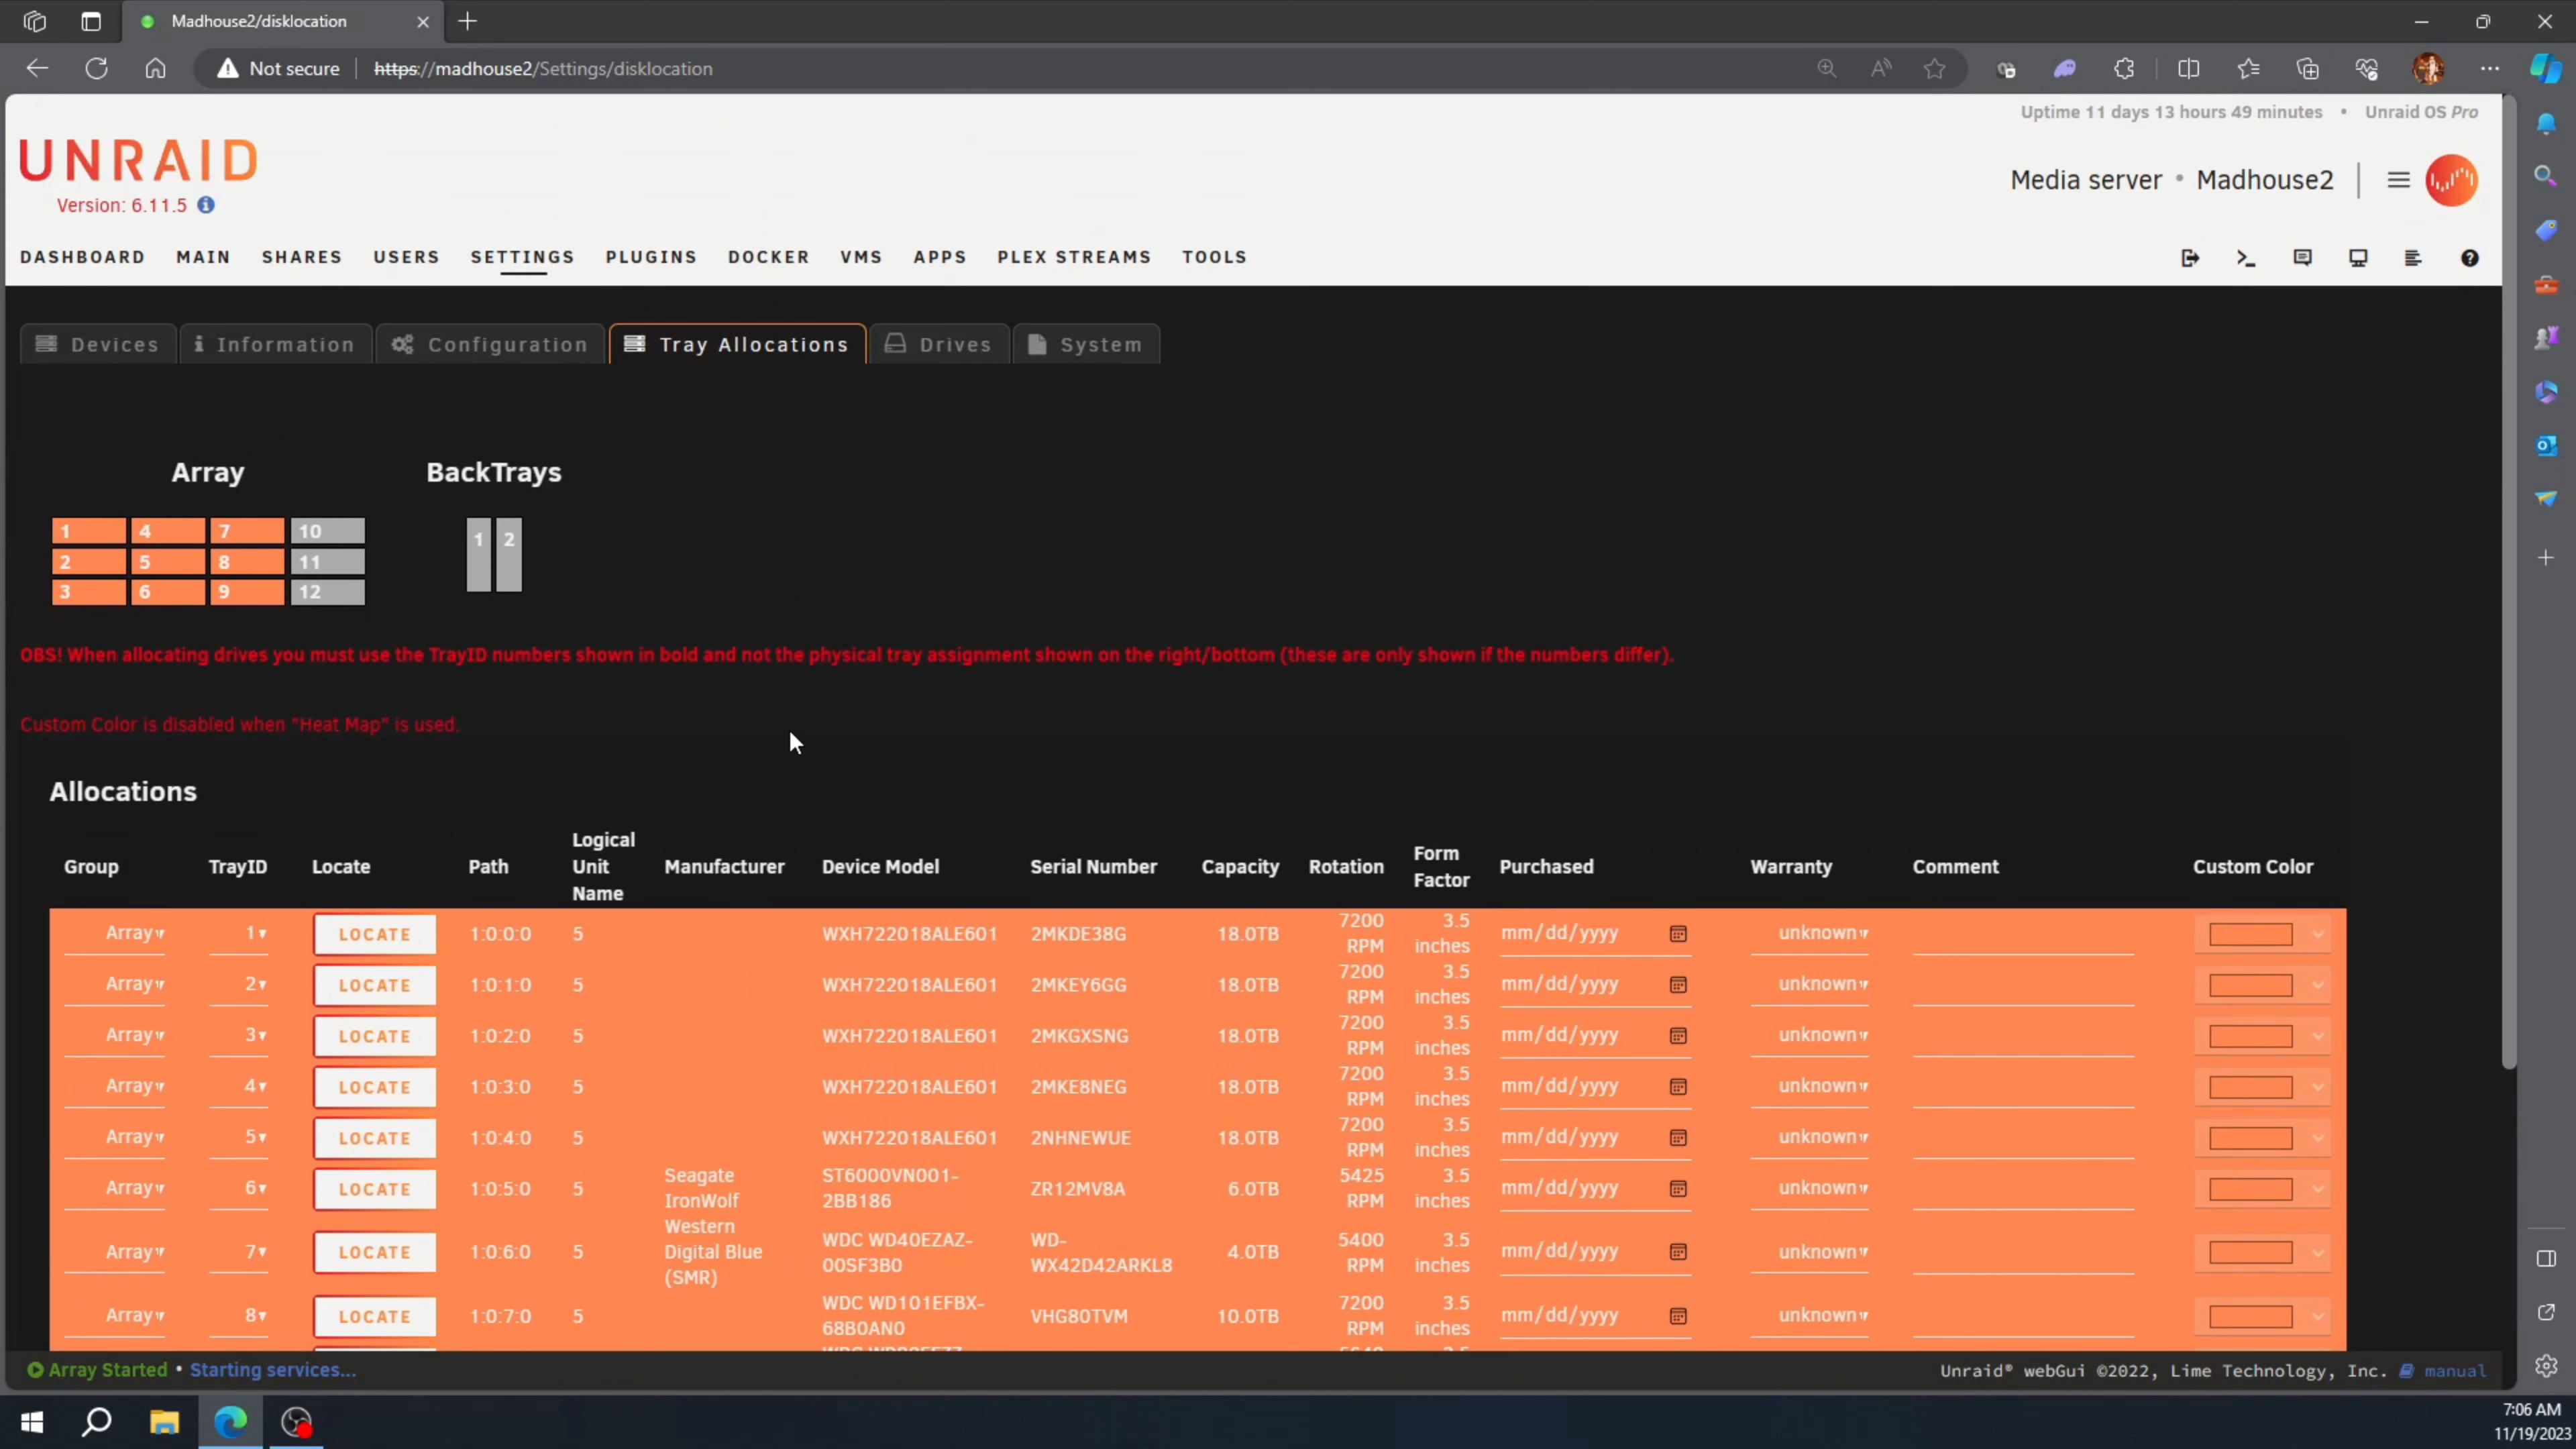 Madhouse2/disklocation
Not secure
https://madhouse2/Settings/disklocation
Uptime 11 days 13 hours 49 minutes • Unraid OS Pro
UNRAID
Version: 6.11.5
Media server • Madhouse2
DASHBOARD MAIN SHARES USERS SETTINGS PLUGINS DOCKER VMS APPS PLEX STREAMS TOOLS
Devices Information Configuration Tray Allocations Drives System
Array BackTrays
1 4 7 10 1 2
2 5 8 11
3 6 9 12
OBS! When allocating drives you must use the TrayID numbers shown in bold and not the physical tray assignment shown on the right/bottom (these are only shown if the numbers differ).
Custom Color is disabled when "Heat Map" is used.
Allocations
Group TrayID Locate Path Logical Unit Name Manufacturer Device Model Serial Number Capacity Rotation Form Factor Purchased Warranty Comment Custom Color
Array 1 LOCATE 1:0:0:0 5 WXH722018ALE601 2MKDE38G 18.0TB 7200 RPM 3.5 inches mm/dd/yyyy unknown
Array 2 LOCATE 1:0:1:0 5 WXH722018ALE601 2MKEY6GG 18.0TB 7200 RPM 3.5 inches mm/dd/yyyy unknown
Array 3 LOCATE 1:0:2:0 5 WXH722018ALE601 2MKGXSNG 18.0TB 7200 RPM 3.5 inches mm/dd/yyyy unknown
Array 4 LOCATE 1:0:3:0 5 WXH722018ALE601 2MKE8NEG 18.0TB 7200 RPM 3.5 inches mm/dd/yyyy unknown
Array 5 LOCATE 1:0:4:0 5 WXH722018ALE601 2NHNEWUE 18.0TB 7200 RPM 3.5 inches mm/dd/yyyy unknown
Array 6 LOCATE 1:0:5:0 5 Seagate IronWolf ST6000VN001-2BB186 ZR12MV8A 6.0TB 5425 RPM 3.5 inches mm/dd/yyyy unknown
Array 7 LOCATE 1:0:6:0 5 Western Digital Blue (SMR) WDC WD40EZAZ-00SF3B0 WD-WX42D42ARKL8 4.0TB 5400 RPM 3.5 inches mm/dd/yyyy unknown
Array 8 LOCATE 1:0:7:0 5 WDC WD101EFBX-68B0AN0 VHG80TVM 10.0TB 7200 RPM 3.5 inches mm/dd/yyyy unknown
Array Started • Starting services...
Unraid® webGui ©2022, Lime Technology, Inc. manual
7:06 AM
11/19/2023